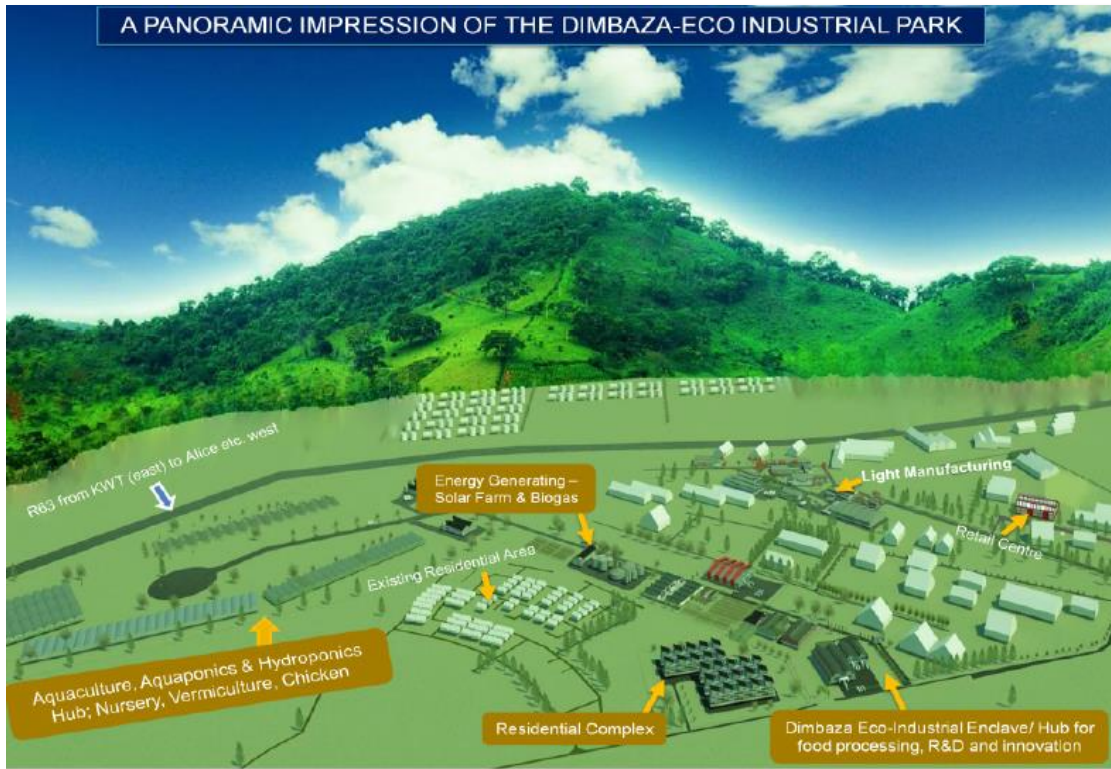 A PANORAMIC IMPRESSION OF THE DIMBAZA-ECO INDUSTRIAL PARK
R63 from KWT (east) to Alice etc. west
Energy Generating –
Solar Farm & Biogas
Light Manufacturing
Retail Centre
Existing Residential Area
Aquaculture, Aquaponics & Hydroponics
Hub; Nursery, Vermiculture, Chicken
Residential Complex
Dimbaza Eco-Industrial Enclave/ Hub for
food processing, R&D and innovation